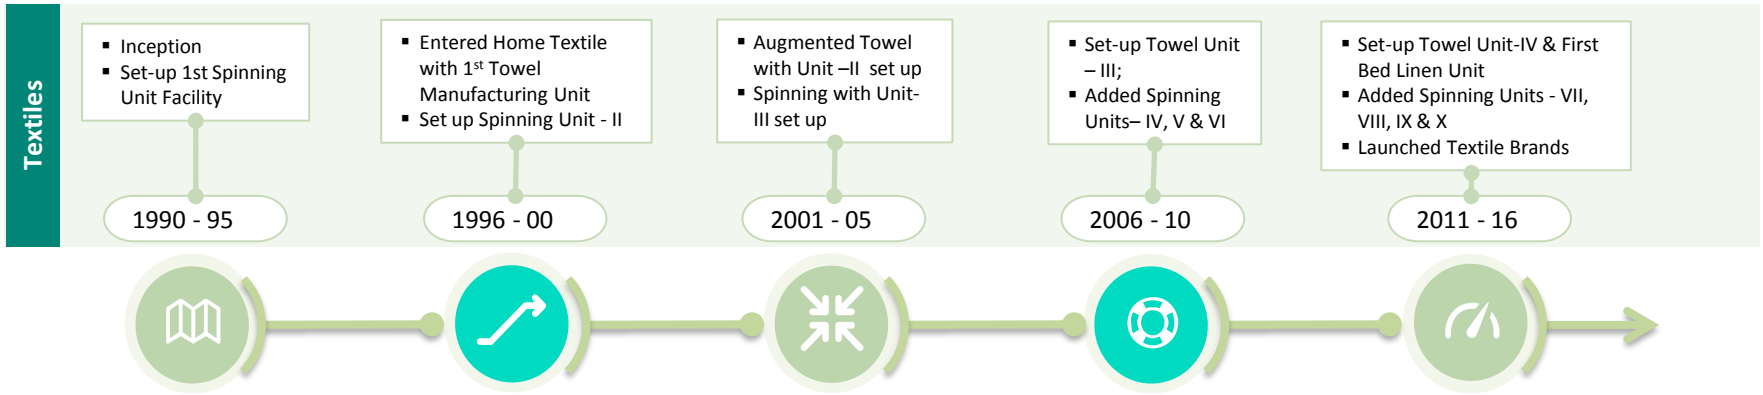 Textiles
▪ Inception
▪ Set-up 1st Spinning
Unit Facility
1990 - 95
▪ Entered Home Textile
with 1st Towel
Manufacturing Unit
▪ Set up Spinning Unit - II
1996 - 00
▪ Augmented Towel
with Unit –II set up
▪ Spinning with Unit-
III set up
2001 - 05
▪ Set-up Towel Unit
– III;
▪ Added Spinning
Units– IV, V & VI
2006 - 10
▪ Set-up Towel Unit-IV & First
Bed Linen Unit
▪ Added Spinning Units - VII,
VIII, IX & X
▪ Launched Textile Brands
2011 - 16